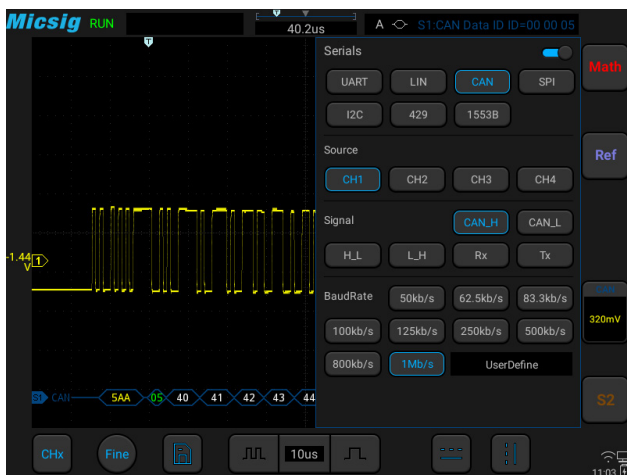 Micsig RUN 40.2us A S1:CAN Data ID ID=00 00 05
T
Serials
UART LIN CAN SPI
I2C 429 1553B
Source
CH1 CH2 CH3 CH4
Signal CAN_H CAN_L
H_L L_H Rx Tx
BaudRate 50kb/s 62.5kb/s 83.3kb/s
100kb/s 125kb/s 250kb/s 500kb/s
800kb/s 1Mb/s UserDefine
Math
Ref
-1.44 1
V
320mV
S1 CAN 5AA 05 40 41 42 43 44
S2
CHx Fine 10us
11:03